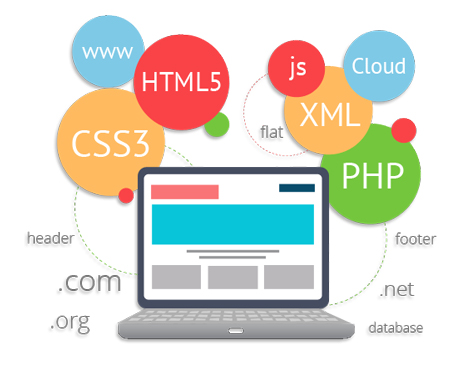 www
HTML5
CSS3
js
Cloud
XML
flat
PHP
header
footer
.com
.net
.org
database